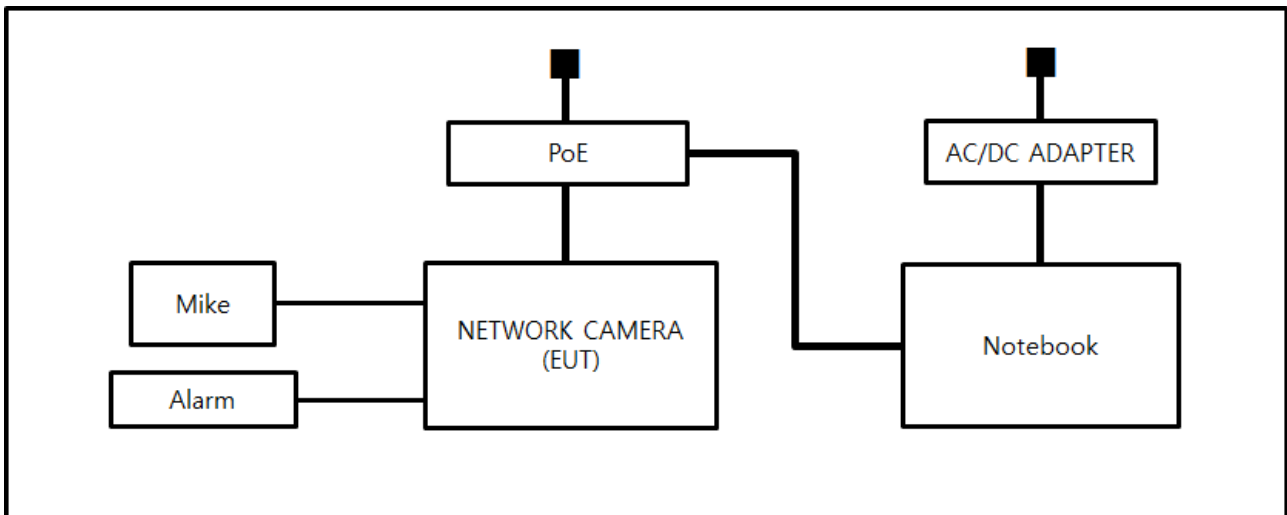 PoE
AC/DC ADAPTER
Mike
NETWORK CAMERA
(EUT)
Notebook
Alarm